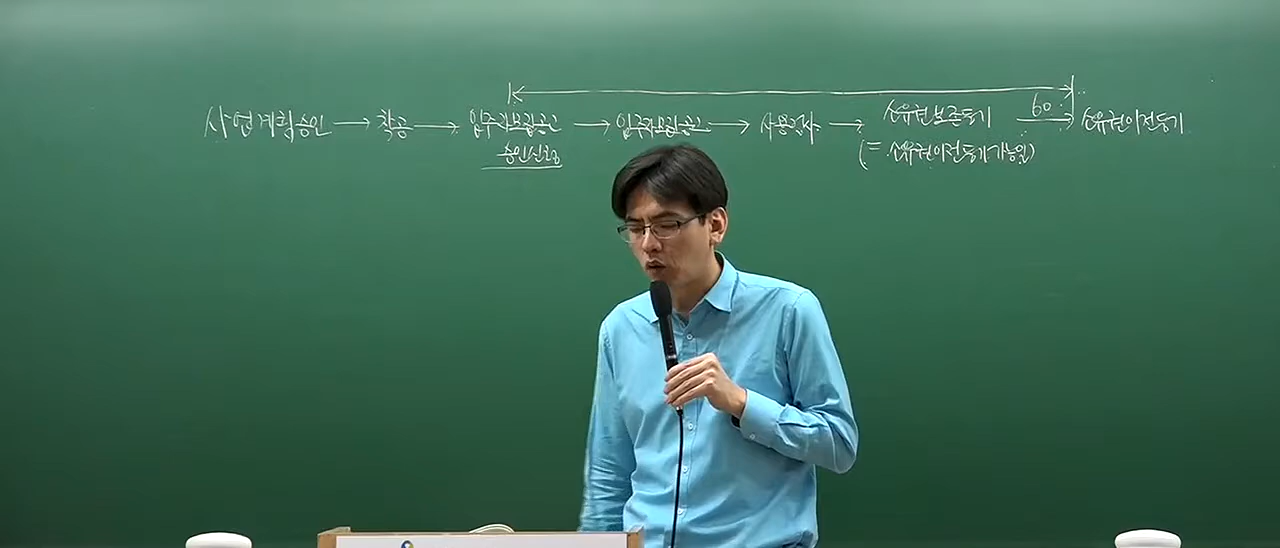 60
사업계획승인 → 착공 → 입주자모집공고 → 입주자모집공고 → 사용검사 → 소유권보존등기 → 소유권이전등기
승인신청 (= 소유권이전등기가능일)